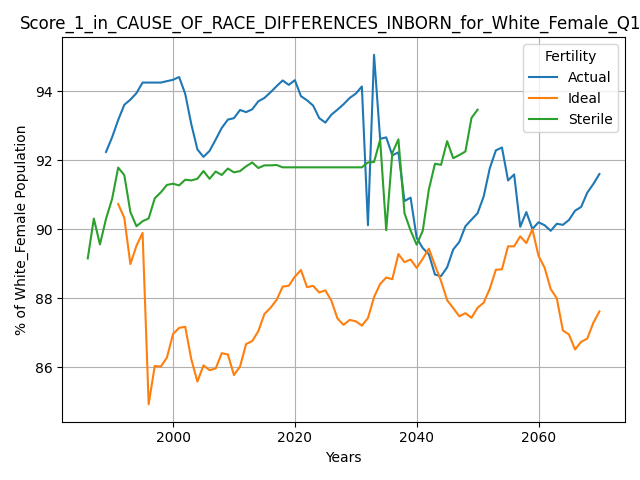 Score_1_in_CAUSE_OF_RACE_DIFFERENCES_INBORN_for_White_Female_Q1
Fertility
Actual
Ideal
Sterile
% of White_Female Population
94
92
90
88
86
2000
2020
2040
2060
Years